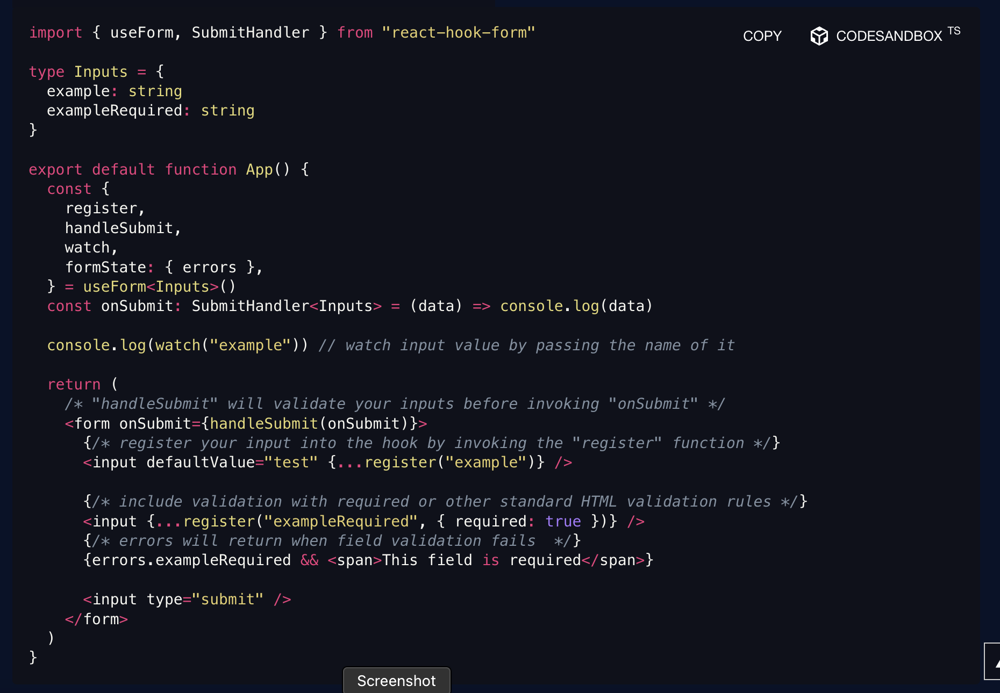 import { useForm, SubmitHandler } from "react-hook-form"
COPY
CODESANDBOX TS
type Inputs = {
  example: string
  exampleRequired: string
}
export default function App() {
  const {
    register,
    handleSubmit,
    watch,
    formState: { errors },
  } = useForm<Inputs>()
  const onSubmit: SubmitHandler<Inputs> = (data) => console.log(data)
  console.log(watch("example")) // watch input value by passing the name of it
  return (
    /* "handleSubmit" will validate your inputs before invoking "onSubmit" */
    <form onSubmit={handleSubmit(onSubmit)}>
      {/* register your input into the hook by invoking the "register" function */}
      <input defaultValue="test" {...register("example")} />
      {/* include validation with required or other standard HTML validation rules */}
      <input {...register("exampleRequired", { required: true })} />
      {/* errors will return when field validation fails  */}
      {errors.exampleRequired && <span>This field is required</span>}
      <input type="submit" />
    </form>
  )
}
Screenshot